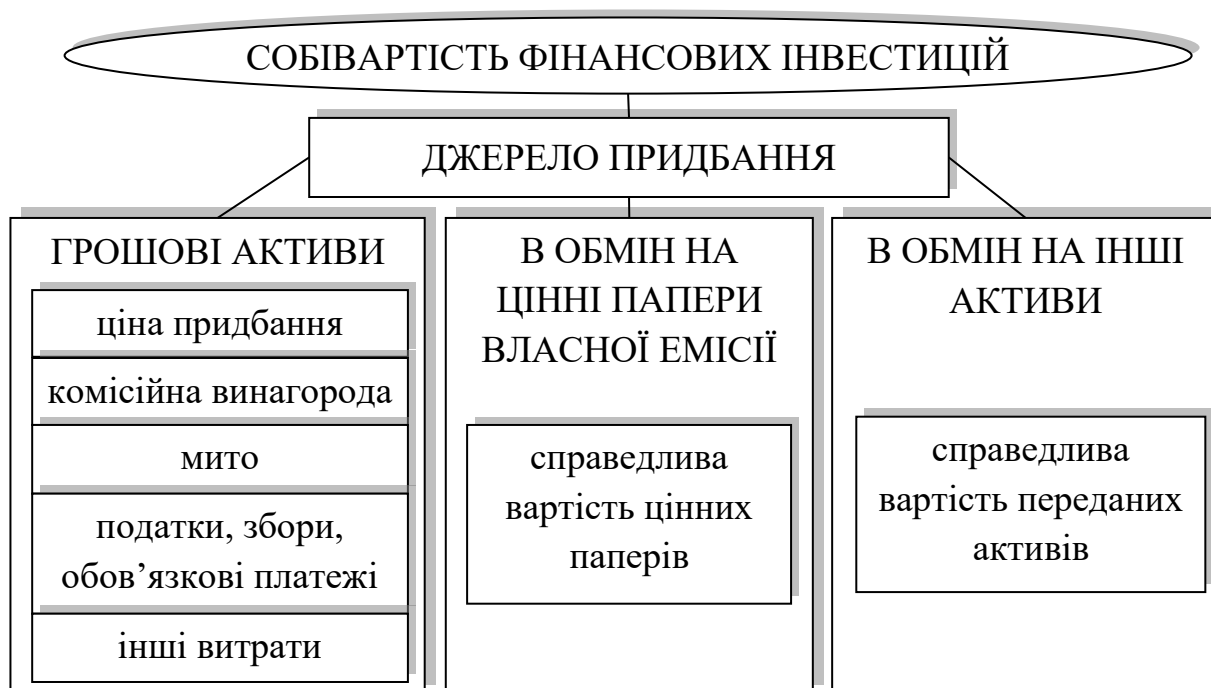 СОБІВАРТІСТЬ ФІНАНСОВИХ ІНВЕСТИЦІЙ
ДЖЕРЕЛО ПРИДБАННЯ
ГРОШОВІ АКТИВИ
ціна придбання
комісійна винагорода
мито
податки, збори,
обов’язкові платежі
інші витрати
В ОБМІН НА
ЦІННІ ПАПЕРИ
ВЛАСНОЇ ЕМІСІЇ
справедлива
вартість цінних
паперів
В ОБМІН НА ІНШІ
АКТИВИ
справедлива
вартість переданих
активів